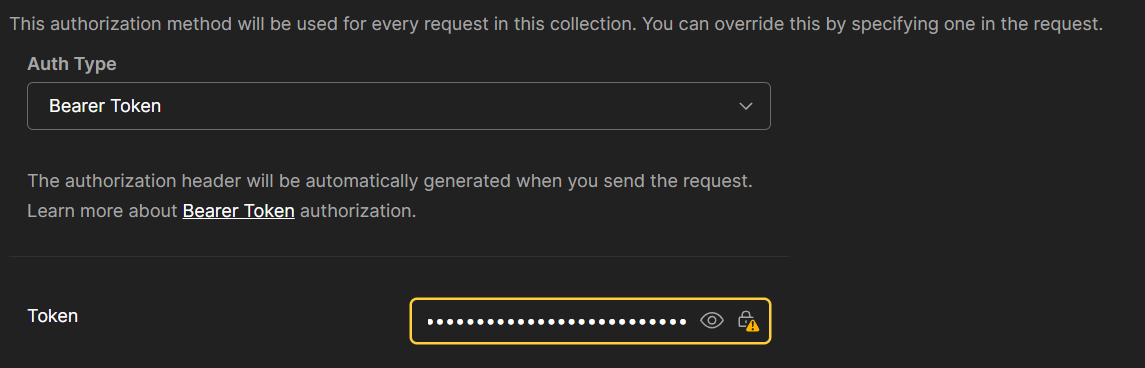 This authorization method will be used for every request in this collection. You can override this by specifying one in the request.
Auth Type
Bearer Token
The authorization header will be automatically generated when you send the request.
Learn more about Bearer Token authorization.
Token